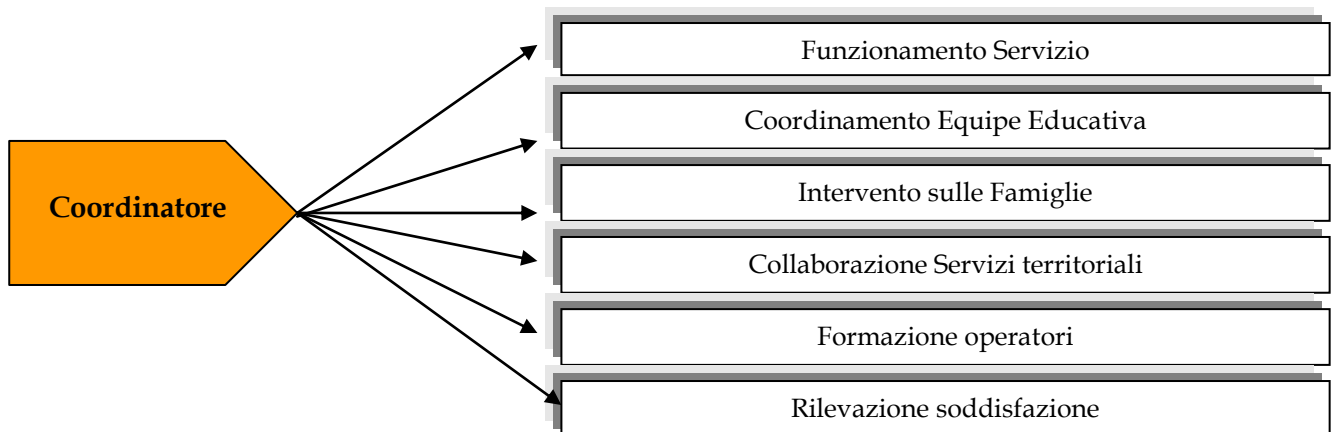 Funzionamento Servizio
Coordinamento Equipe Educativa
Intervento sulle Famiglie
Coordinatore
Collaborazione Servizi territoriali
Formazione operatori
Rilevazione soddisfazione